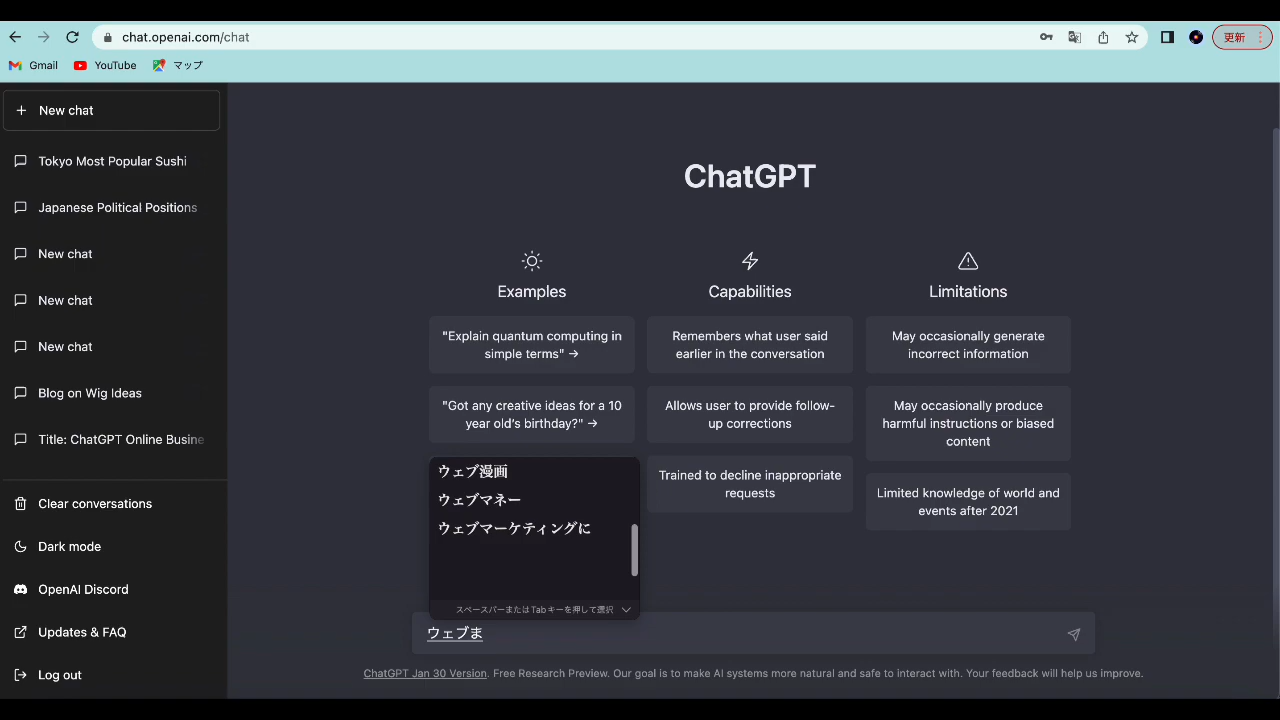 chat.openai.com/chat
更新
Gmail
YouTube
マップ
New chat
Tokyo Most Popular Sushi
Japanese Political Positions
New chat
New chat
New chat
Blog on Wig Ideas
Title: ChatGPT Online Busine
Clear conversations
Dark mode
OpenAI Discord
Updates & FAQ
Log out
ChatGPT
Examples
"Explain quantum computing in
simple terms" →
"Got any creative ideas for a 10
year old's birthday?" →
Capabilities
Remembers what user said
earlier in the conversation
Allows user to provide follow-
up corrections
Trained to decline inappropriate
requests
Limitations
May occasionally generate
incorrect information
May occasionally produce
harmful instructions or biased
content
Limited knowledge of world and
events after 2021
ウェブ漫画
ウェブマネー
ウェブマーケティングに
スペースバーまたはTabキーを押して選択
ウェブま
ChatGPT Jan 30 Version. Free Research Preview. Our goal is to make AI systems more natural and safe to interact with. Your feedback will help us improve.